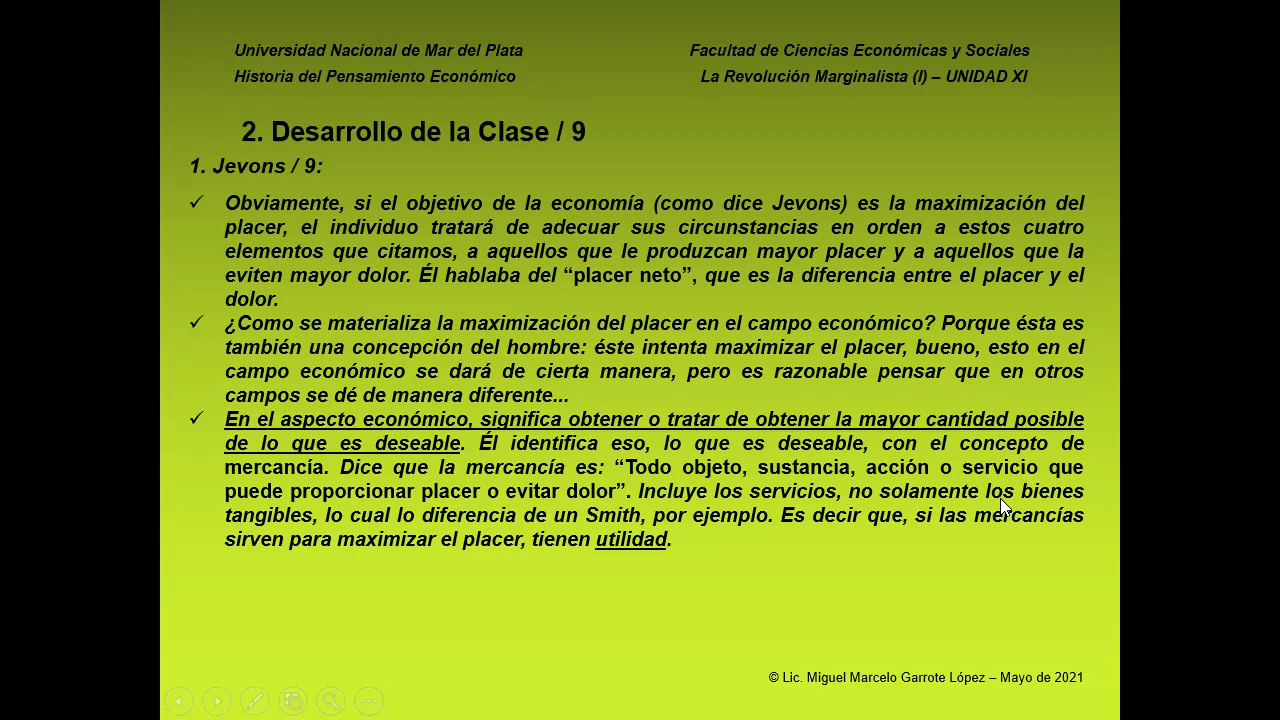 Universidad Nacional de Mar del Plata
Facultad de Ciencias Económicas y Sociales
Historia del Pensamiento Económico
La Revolución Marginalista (I) – UNIDAD XI
2. Desarrollo de la Clase / 9
1. Jevons / 9:
✓ Obviamente, si el objetivo de la economía (como dice Jevons) es la maximización del
placer, el individuo tratará de adecuar sus circunstancias en orden a estos cuatro
elementos que citamos, a aquellos que le produzcan mayor placer y a aquellos que la
eviten mayor dolor. Él hablaba del “placer neto”, que es la diferencia entre el placer y el
dolor.
✓ ¿Como se materializa la maximización del placer en el campo económico? Porque ésta es
también una concepción del hombre: éste intenta maximizar el placer, bueno, esto en el
campo económico se dará de cierta manera, pero es razonable pensar que en otros
campos se dé de manera diferente...
✓ En el aspecto económico, significa obtener o tratar de obtener la mayor cantidad posible
de lo que es deseable. Él identifica eso, lo que es deseable, con el concepto de
mercancía. Dice que la mercancía es: “Todo objeto, sustancia, acción o servicio que
puede proporcionar placer o evitar dolor”. Incluye los servicios, no solamente los bienes
tangibles, lo cual lo diferencia de un Smith, por ejemplo. Es decir que, si las mercancías
sirven para maximizar el placer, tienen utilidad.
© Lic. Miguel Marcelo Garrote López – Mayo de 2021